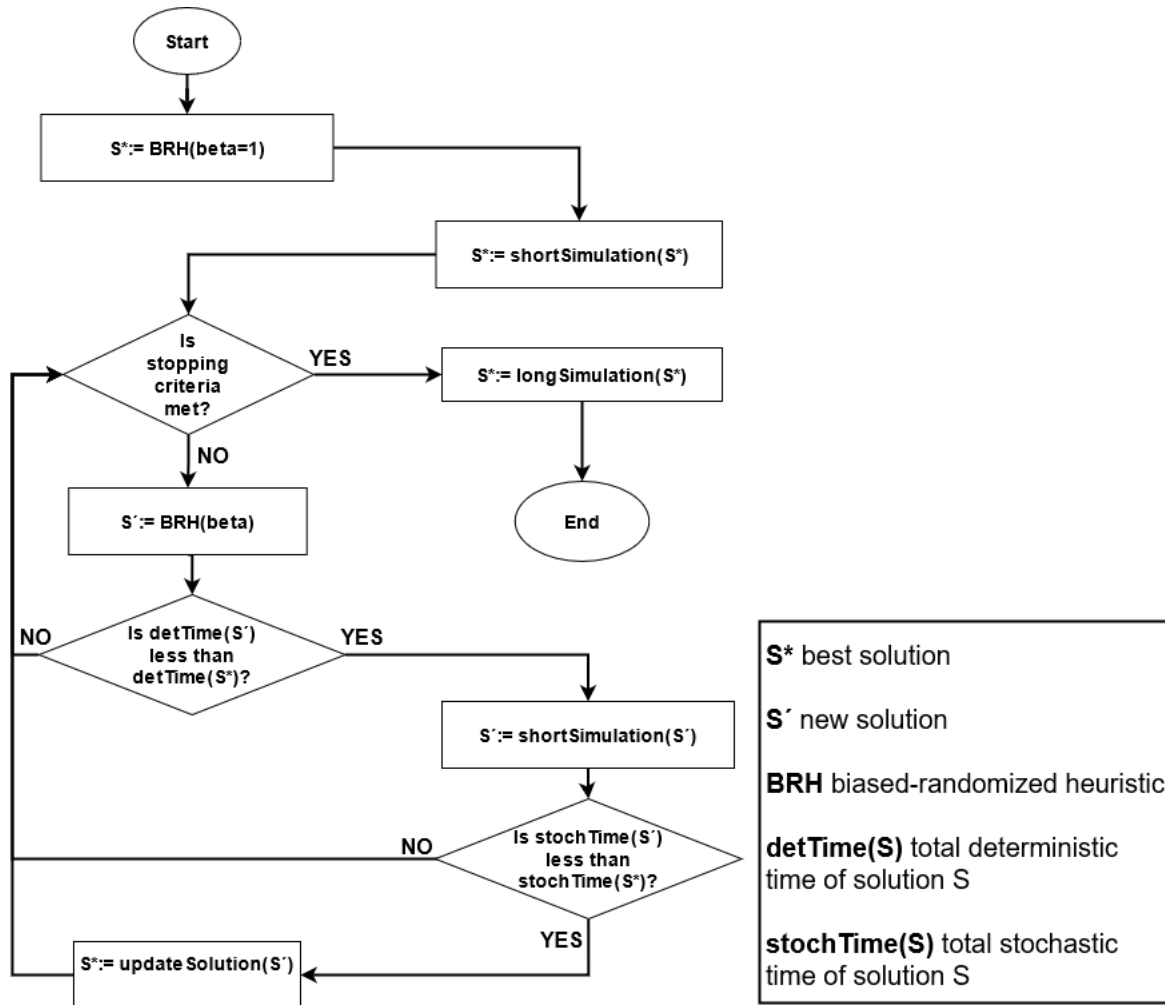 Start
S*:= BRH(beta=1)
S*:= shortSimulation(S*)
Is
stopping
criteria
met?
YES
S*:= longSimulation(S*)
NO
End
S´:= BRH(beta)
NO
Is detTime(S´)
less than
detTime(S*)?
YES
S´:= shortSimulation(S´)
NO
Is stochTime(S´)
less than
stochTime(S*)?
YES
S*:= updateSolution(S´)
S* best solution
S´ new solution
BRH biased-randomized heuristic
detTime(S) total deterministic
time of solution S
stochTime(S) total stochastic
time of solution S